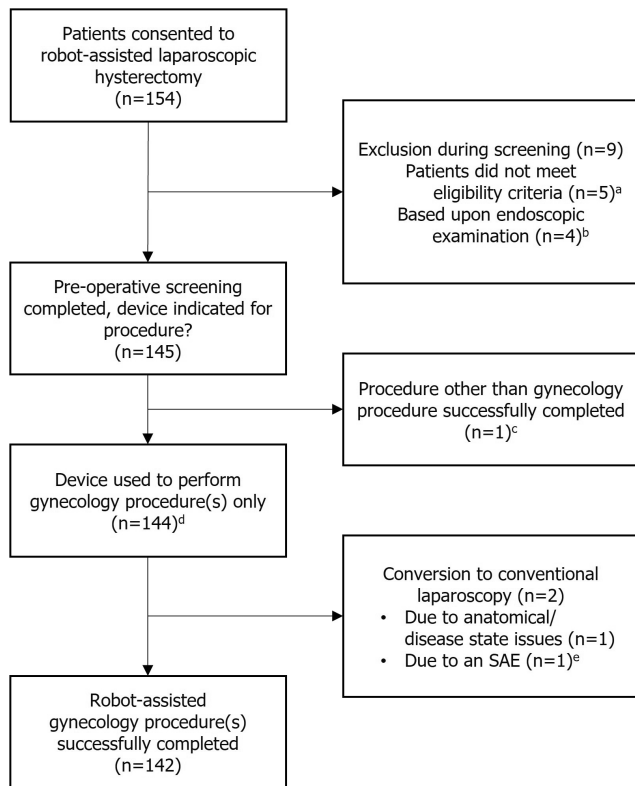 Patients consented to
robot-assisted laparoscopic
hysterectomy
(n=154)
Exclusion during screening (n=9)
Patients did not meet
eligibility criteria (n=5)a
Based upon endoscopic
examination (n=4)b
Pre-operative screening
completed, device indicated for
procedure?
(n=145)
Procedure other than gynecology
procedure successfully completed
(n=1)c
Device used to perform
gynecology procedure(s) only
(n=144)d
Conversion to conventional
laparoscopy (n=2)
• Due to anatomical/
disease state issues (n=1)
• Due to an SAE (n=1)e
Robot-assisted
gynecology procedure(s)
successfully completed
(n=142)